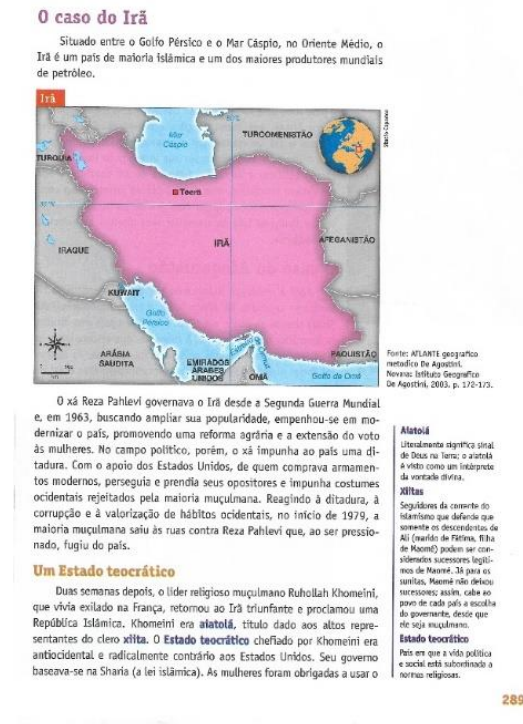 O caso do Irã
Situado entre o Golfo Pérsico e o Mar Cáspio, no Oriente Médio, o
Irã é um país de maioria islâmica e um dos maiores produtores mundiais
de petróleo.
Irã
Mar
Cáspio
TURCOMENISTÃO
TURQUIA
Teerã
IRÃ
AFEGANISTÃO
IRAQUE
KUWAIT
Golfo
Pérsico
ARÁBIA
SAUDITA
EMIRADOS
ÁRABES
UNIDOS
OMÃ
PAQUISTÃO
Golfo de Omã
Fonte: ATLANTE geografico
metodico De Agostini.
Novara: Istituto Geografico
De Agostini, 2003. p. 172-173.
O xá Reza Pahlevi governava o Irã desde a Segunda Guerra Mundial
e, em 1963, buscando ampliar sua popularidade, empenhou-se em mo-
dernizar o país, promovendo uma reforma agrária e a extensão do voto
às mulheres. No campo político, porém, o xá impunha ao país uma di-
tadura. Com o apoio dos Estados Unidos, de quem comprava armamen-
tos modernos, perseguia e prendia seus opositores e impunha costumes
ocidentais rejeitados pela maioria muçulmana. Reagindo à ditadura, à
corrupção e à valorização de hábitos ocidentais, no início de 1979, a
maioria muçulmana saiu às ruas contra Reza Pahlevi que, ao ser pressio-
nado, fugiu do país.
Um Estado teocrático
Duas semanas depois, o líder religioso muçulmano Ruhollah Khomeini,
que vivia exilado na França, retornou ao Irã triunfante e proclamou uma
República Islâmica. Khomeini era aiatolá, título dado aos altos repre-
sentantes do clero xiita. O Estado teocrático chefiado por Khomeini era
antiocidental e radicalmente contrário aos Estados Unidos. Seu governo
baseava-se na Sharia (a lei islâmica). As mulheres foram obrigadas a usar o
Aiatolá
Literalmente significa sinal
de Deus na Terra; o aiatolá
é visto como um intérprete
da vontade divina.
Xiitas
Seguidores da corrente do
islamismo que defende que
somente os descendentes de
Ali (marido de Fátima, filha
de Maomé) podem ser con-
siderados sucessores legíti-
mos de Maomé. Já para os
sunitas, Maomé não deixou
sucessores; assim, cabe ao
povo de cada país a escolha
do governante, desde que
ele seja muçulmano.
Estado teocrático
País em que a vida política
e social está subordinada a
normas religiosas.
289